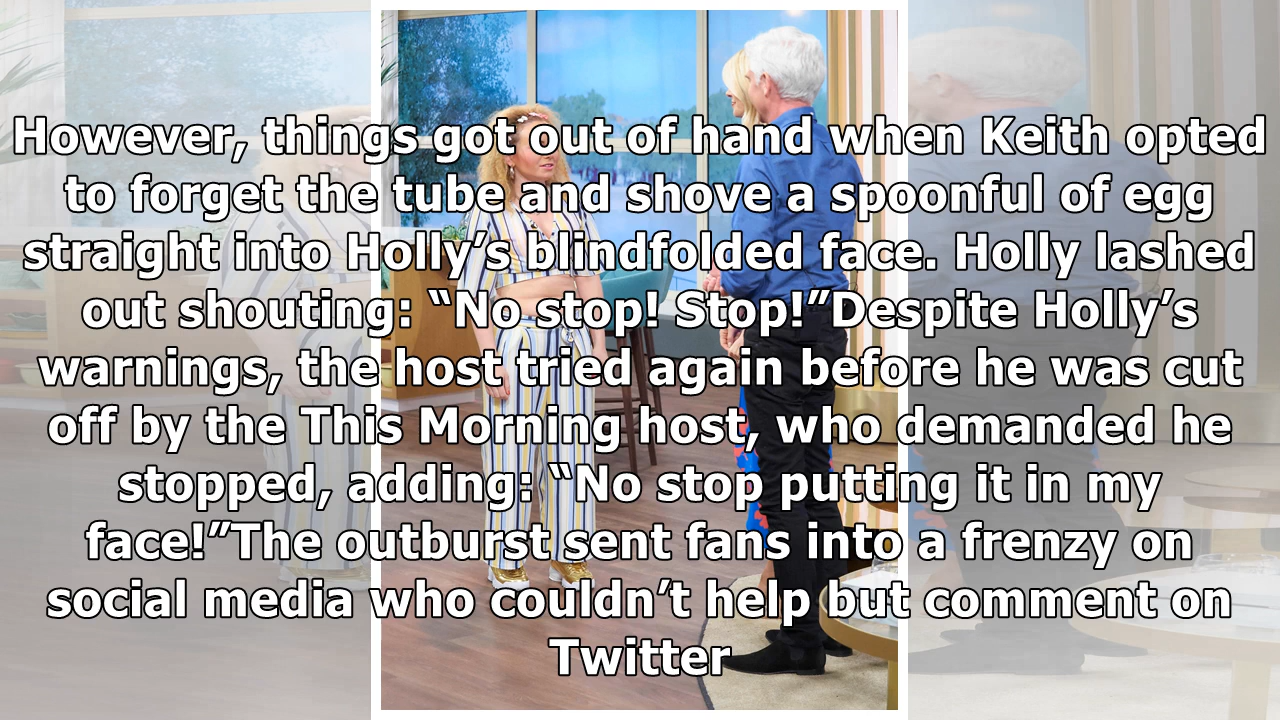 However, things got out of hand when Keith opted
to forget the tube and shove a spoonful of egg
straight into Holly’s blindfolded face. Holly lashed
out shouting: “No stop! Stop!”Despite Holly’s
warnings, the host tried again before he was cut
off by the This Morning host, who demanded he
stopped, adding: “No stop putting it in my
face!”The outburst sent fans into a frenzy on
social media who couldn’t help but comment on
Twitter